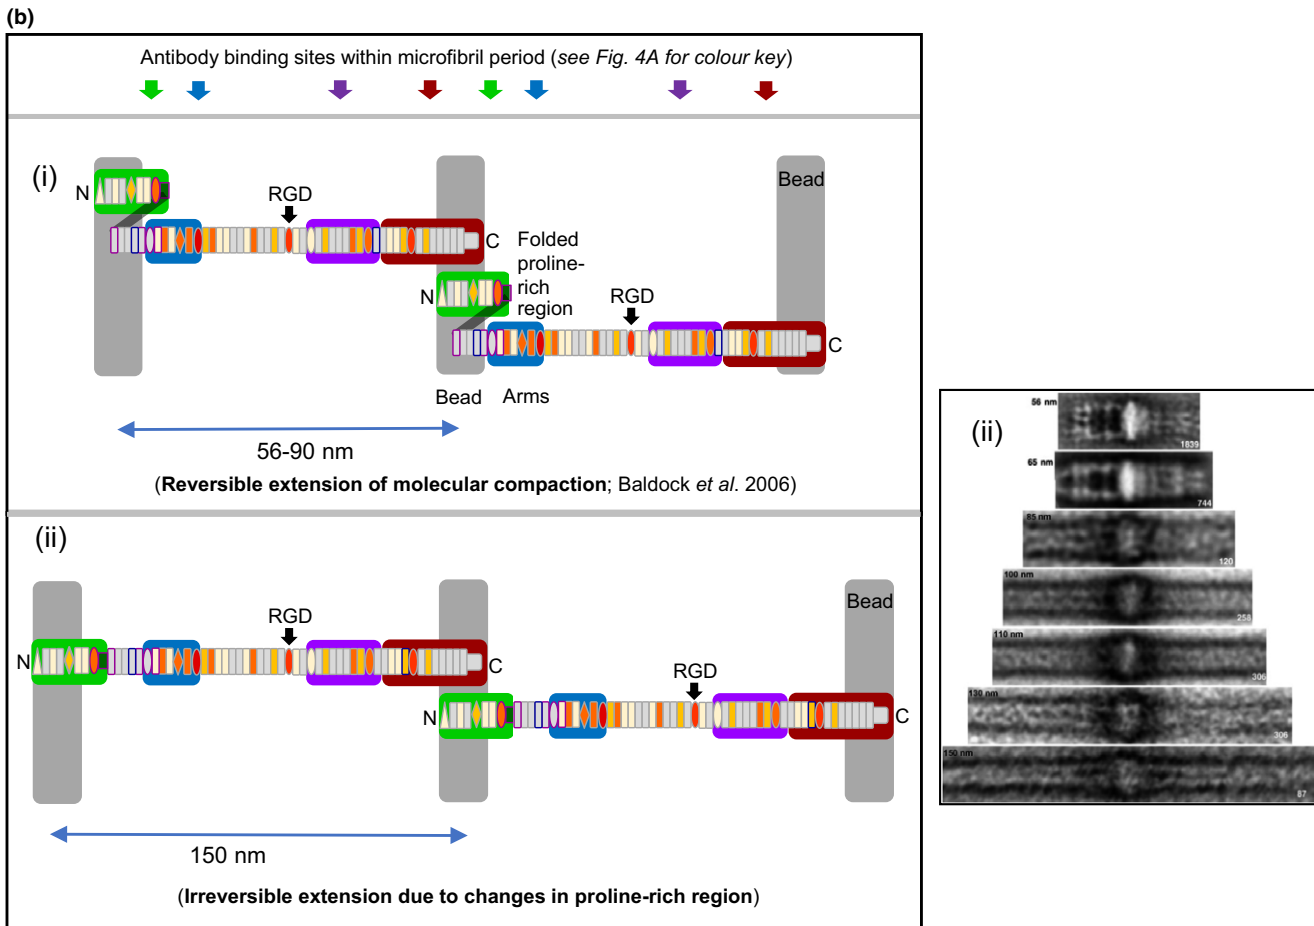 (b)
Antibody binding sites within microfibril period (see Fig. 4A for colour key)
(i)
N
RGD
Bead
C
Folded
proline-
rich
region
N
RGD
C
Bead
Arms
56-90 nm
(Reversible extension of molecular compaction; Baldock et al. 2006)
(ii)
Bead
RGD
N
C
RGD
N
C
150 nm
(Irreversible extension due to changes in proline-rich region)
(ii)
56 nm
1839
65 nm
744
85 nm
120
100 nm
258
110 nm
306
130 nm
306
150 nm
87